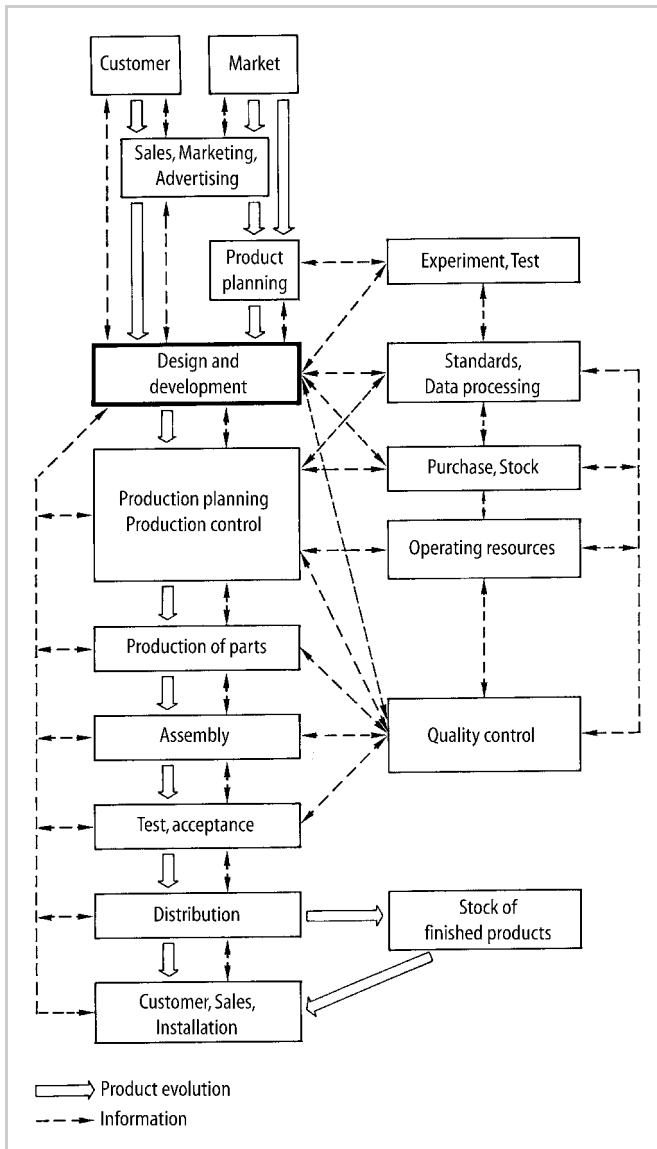 Customer
Market
Sales, Marketing,
Advertising
Product
planning
Experiment, Test
Design and
development
Standards,
Data processing
Production planning
Production control
Purchase, Stock
Operating resources
Production of parts
Assembly
Quality control
Test, acceptance
Distribution
Stock of
finished products
Customer, Sales,
Installation
Product evolution
Information